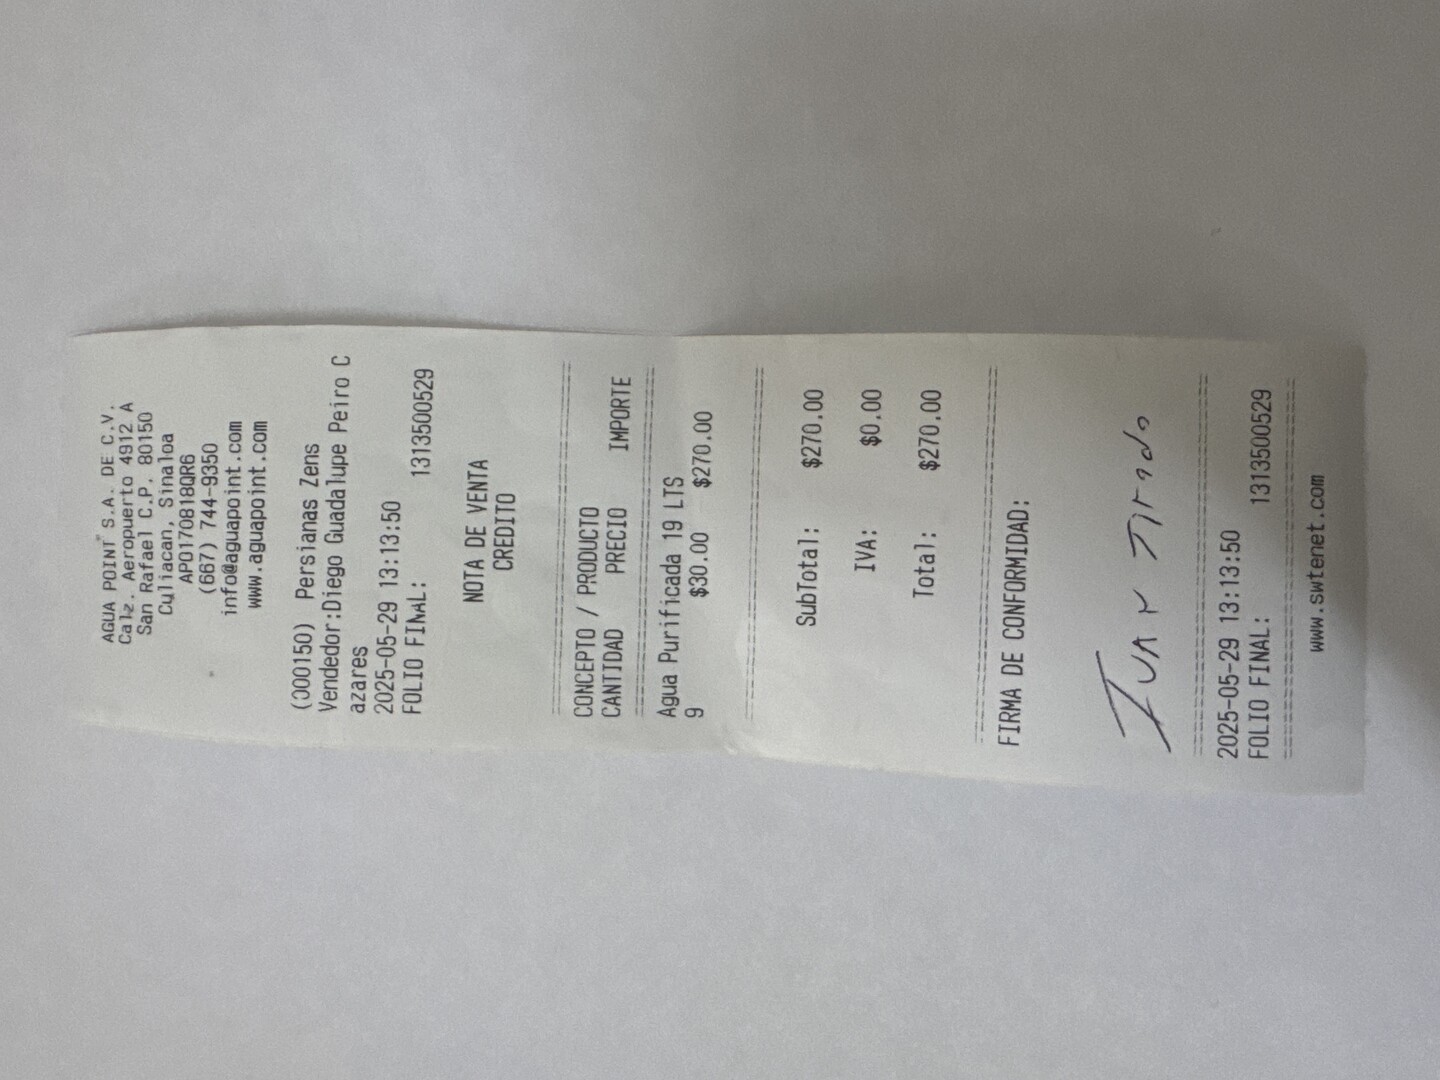 AGUA POINT S.A. DE C.V.
Calz. Aeropuerto 4912 A
San Rafael C.P. 80150
Culiacan, Sinaloa
APO170818QR6
(667) 744-9350
info@aguapoint.com
www.aguapoint.com
(000150) Persianas Zens
Vendedor:Diego Guadalupe Peiro C
azares
2025-05-29 13:13:50
FOLIO FINAL: 1313500529
NOTA DE VENTA
CREDITO
CONCEPTO / PRODUCTO
CANTIDAD PRECIO IMPORTE
Agua Purificada 19 LTS
9 $30.00 $270.00
SubTotal: $270.00
IVA: $0.00
Total: $270.00
FIRMA DE CONFORMIDAD:
Ivan Tirado
2025-05-29 13:13:50
FOLIO FINAL: 1313500529
www.swtenet.com